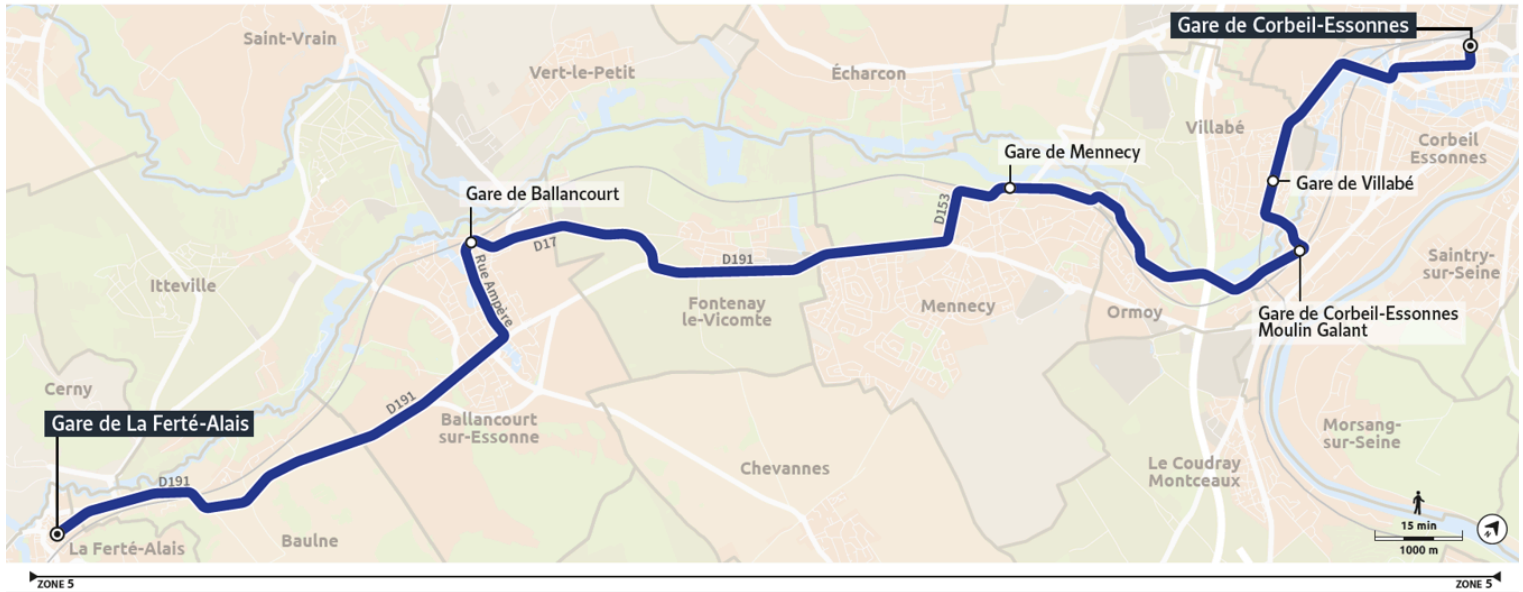 Gare de Corbeil-Essonnes
Saint-Vrain
Vert-le-Petit
Écharcon
Villabé
Corbeil
Essonnes
Gare de Mennecy
Gare de Villabé
Gare de Ballancourt
D153
D17
D191
Rue Ampère
Itteville
Fontenay
le-Vicomte
Mennecy
Ormoy
Saintry-
sur-Seine
Gare de Corbeil-Essonnes
Moulin Galant
Cerny
Gare de La Ferté-Alais
D191
Ballancourt
sur-Essonne
Chevannes
Morsang-
sur-Seine
Le Coudray
Montceaux
D191
La Ferté-Alais
Baulne
15 min
1000 m
ZONE 5
ZONE 5